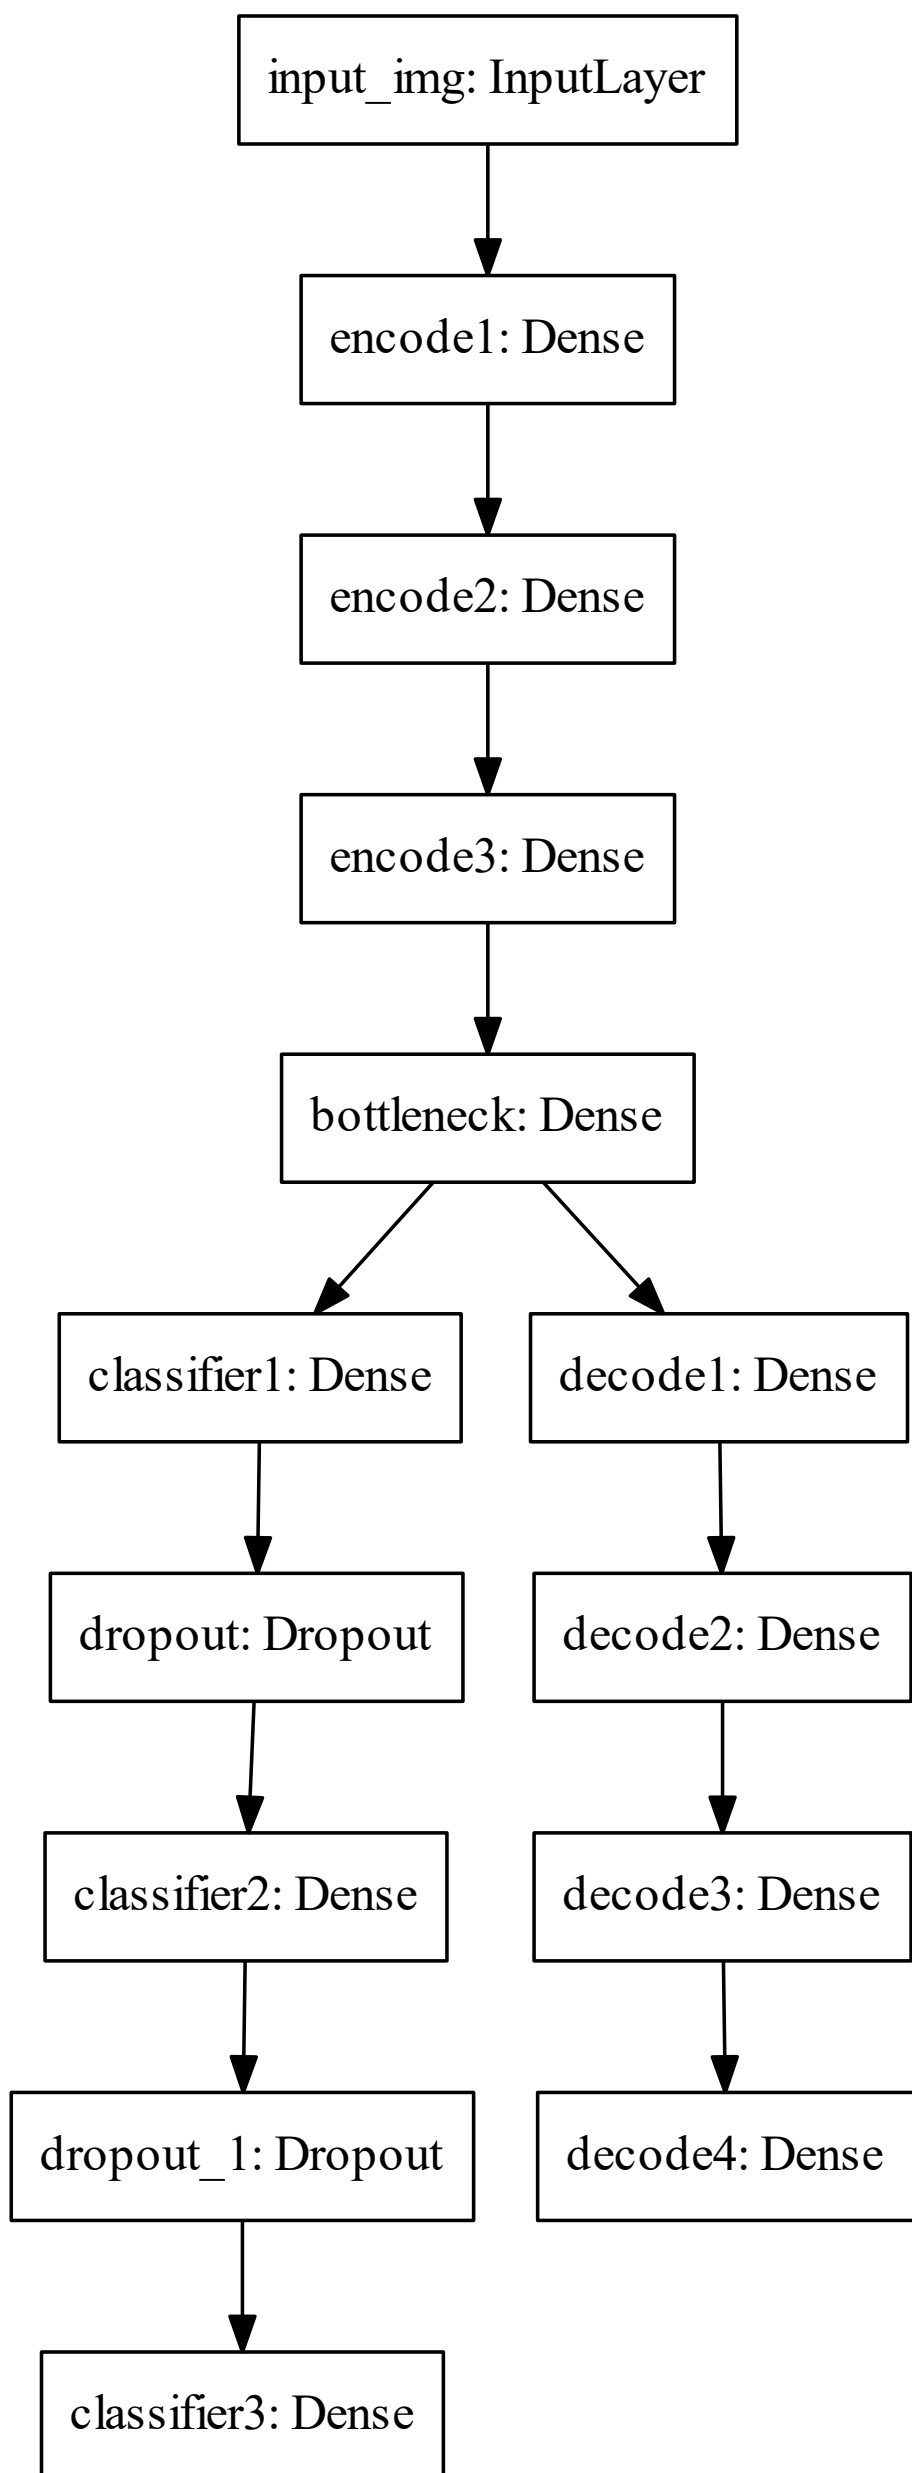 input_img: InputLayer
encode1: Dense
encode2: Dense
encode3: Dense
bottleneck: Dense
classifier1: Dense
decode1: Dense
dropout: Dropout
decode2: Dense
classifier2: Dense
decode3: Dense
dropout_1: Dropout
decode4: Dense
classifier3: Dense